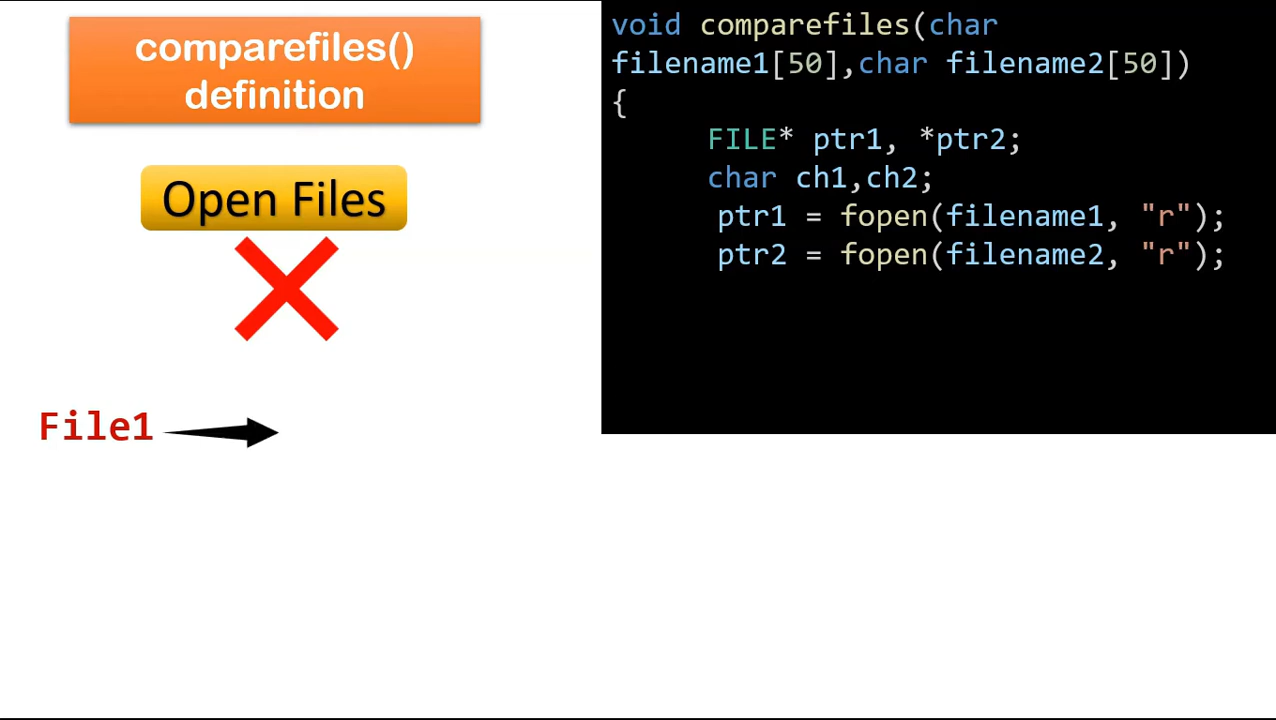 comparefiles()
definition
Open Files
File1
void comparefiles(char
filename1[50],char filename2[50])
{
FILE* ptr1, *ptr2;
char ch1,ch2;
ptr1 = fopen(filename1, "r");
ptr2 = fopen(filename2, "r");